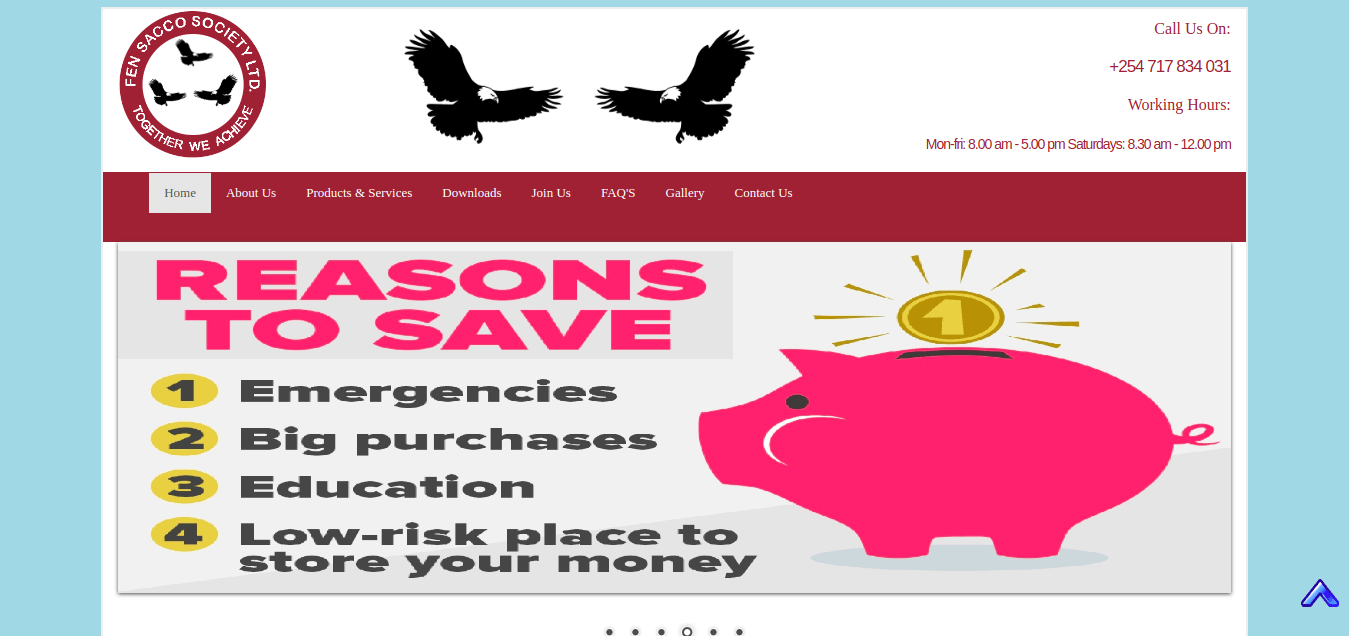 FEN SACCO SOCIETY LTD.
TOGETHER WE ACHIEVE
Call Us On:
+254 717 834 031
Working Hours:
Mon-fri: 8.00 am - 5.00 pm Saturdays: 8.30 am - 12.00 pm
Home About Us Products & Services Downloads Join Us FAQ'S Gallery Contact Us
REASONS
TO SAVE
1 Emergencies
2 Big purchases
3 Education
4 Low-risk place to
store your money
1